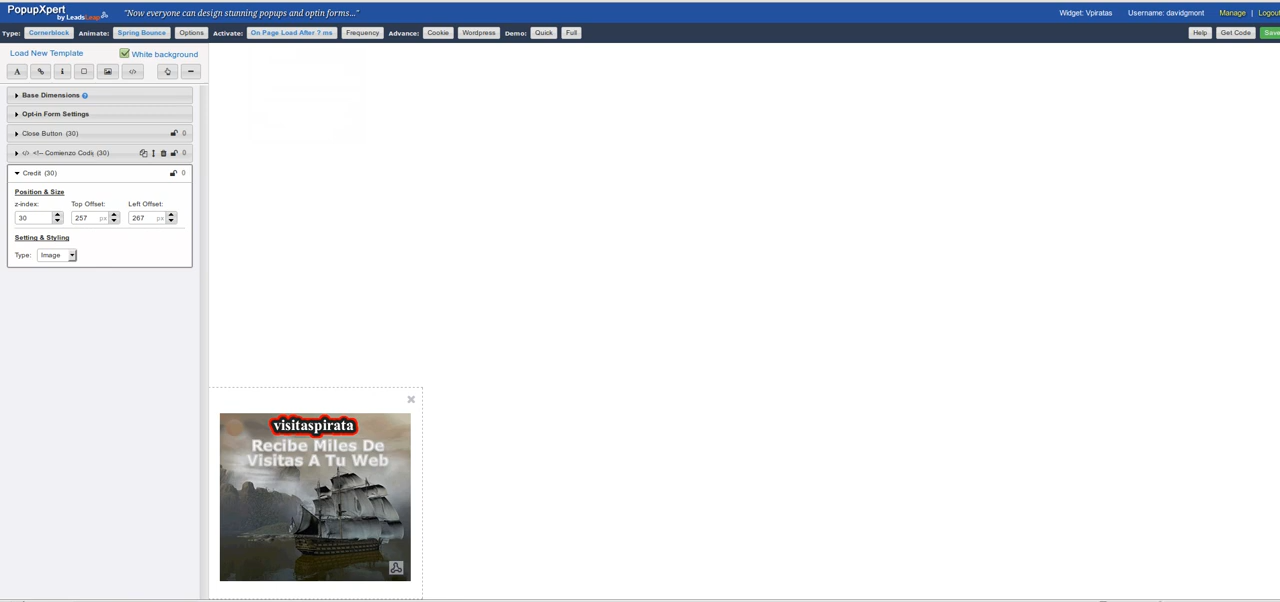 PopupXpert
by LeadsLeap
"Now everyone can design stunning popups and optin forms..."
Widget: Vpiratas | Username: davidgmont Manage | Logout
Type: Cornerblock Animate: Spring Bounce Options Activate: On Page Load After ? ms Frequency Advance: Cookie Wordpress Demo: Quick Full Help Get Code Save
Load New Template White background
A i </>
Base Dimensions ?
Opt-in Form Settings
Close Button (30) 0
</> <!-- Comienzo Codi (30) 0
Credit (30) 0
Position & Size
z-index: Top Offset: Left Offset:
30 257 px 267 px
Setting & Styling
Type: Image
visitaspirata
Recibe Miles De
Visitas A Tu Web